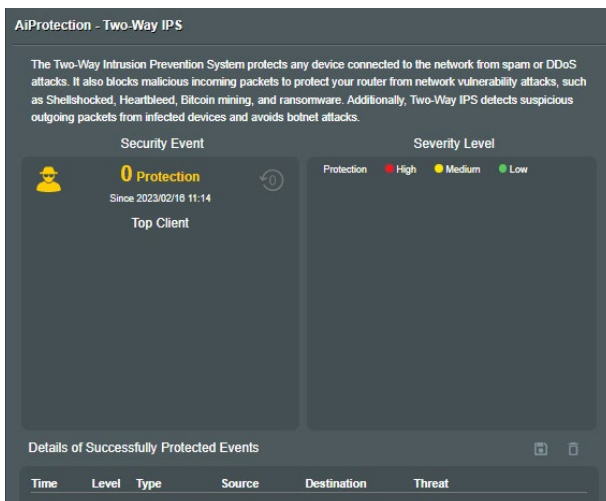 AiProtection - Two-Way IPS
The Two-Way Intrusion Prevention System protects any device connected to the network from spam or DDoS
attacks. It also blocks malicious incoming packets to protect your router from network vulnerability attacks, such
as Shellshocked, Heartbleed, Bitcoin mining, and ransomware. Additionally, Two-Way IPS detects suspicious
outgoing packets from infected devices and avoids botnet attacks.
Security Event
Severity Level
0 Protection
0
Since 2023/02/16 11:14
Top Client
Protection High Medium Low
Details of Successfully Protected Events
Time Level Type Source Destination Threat